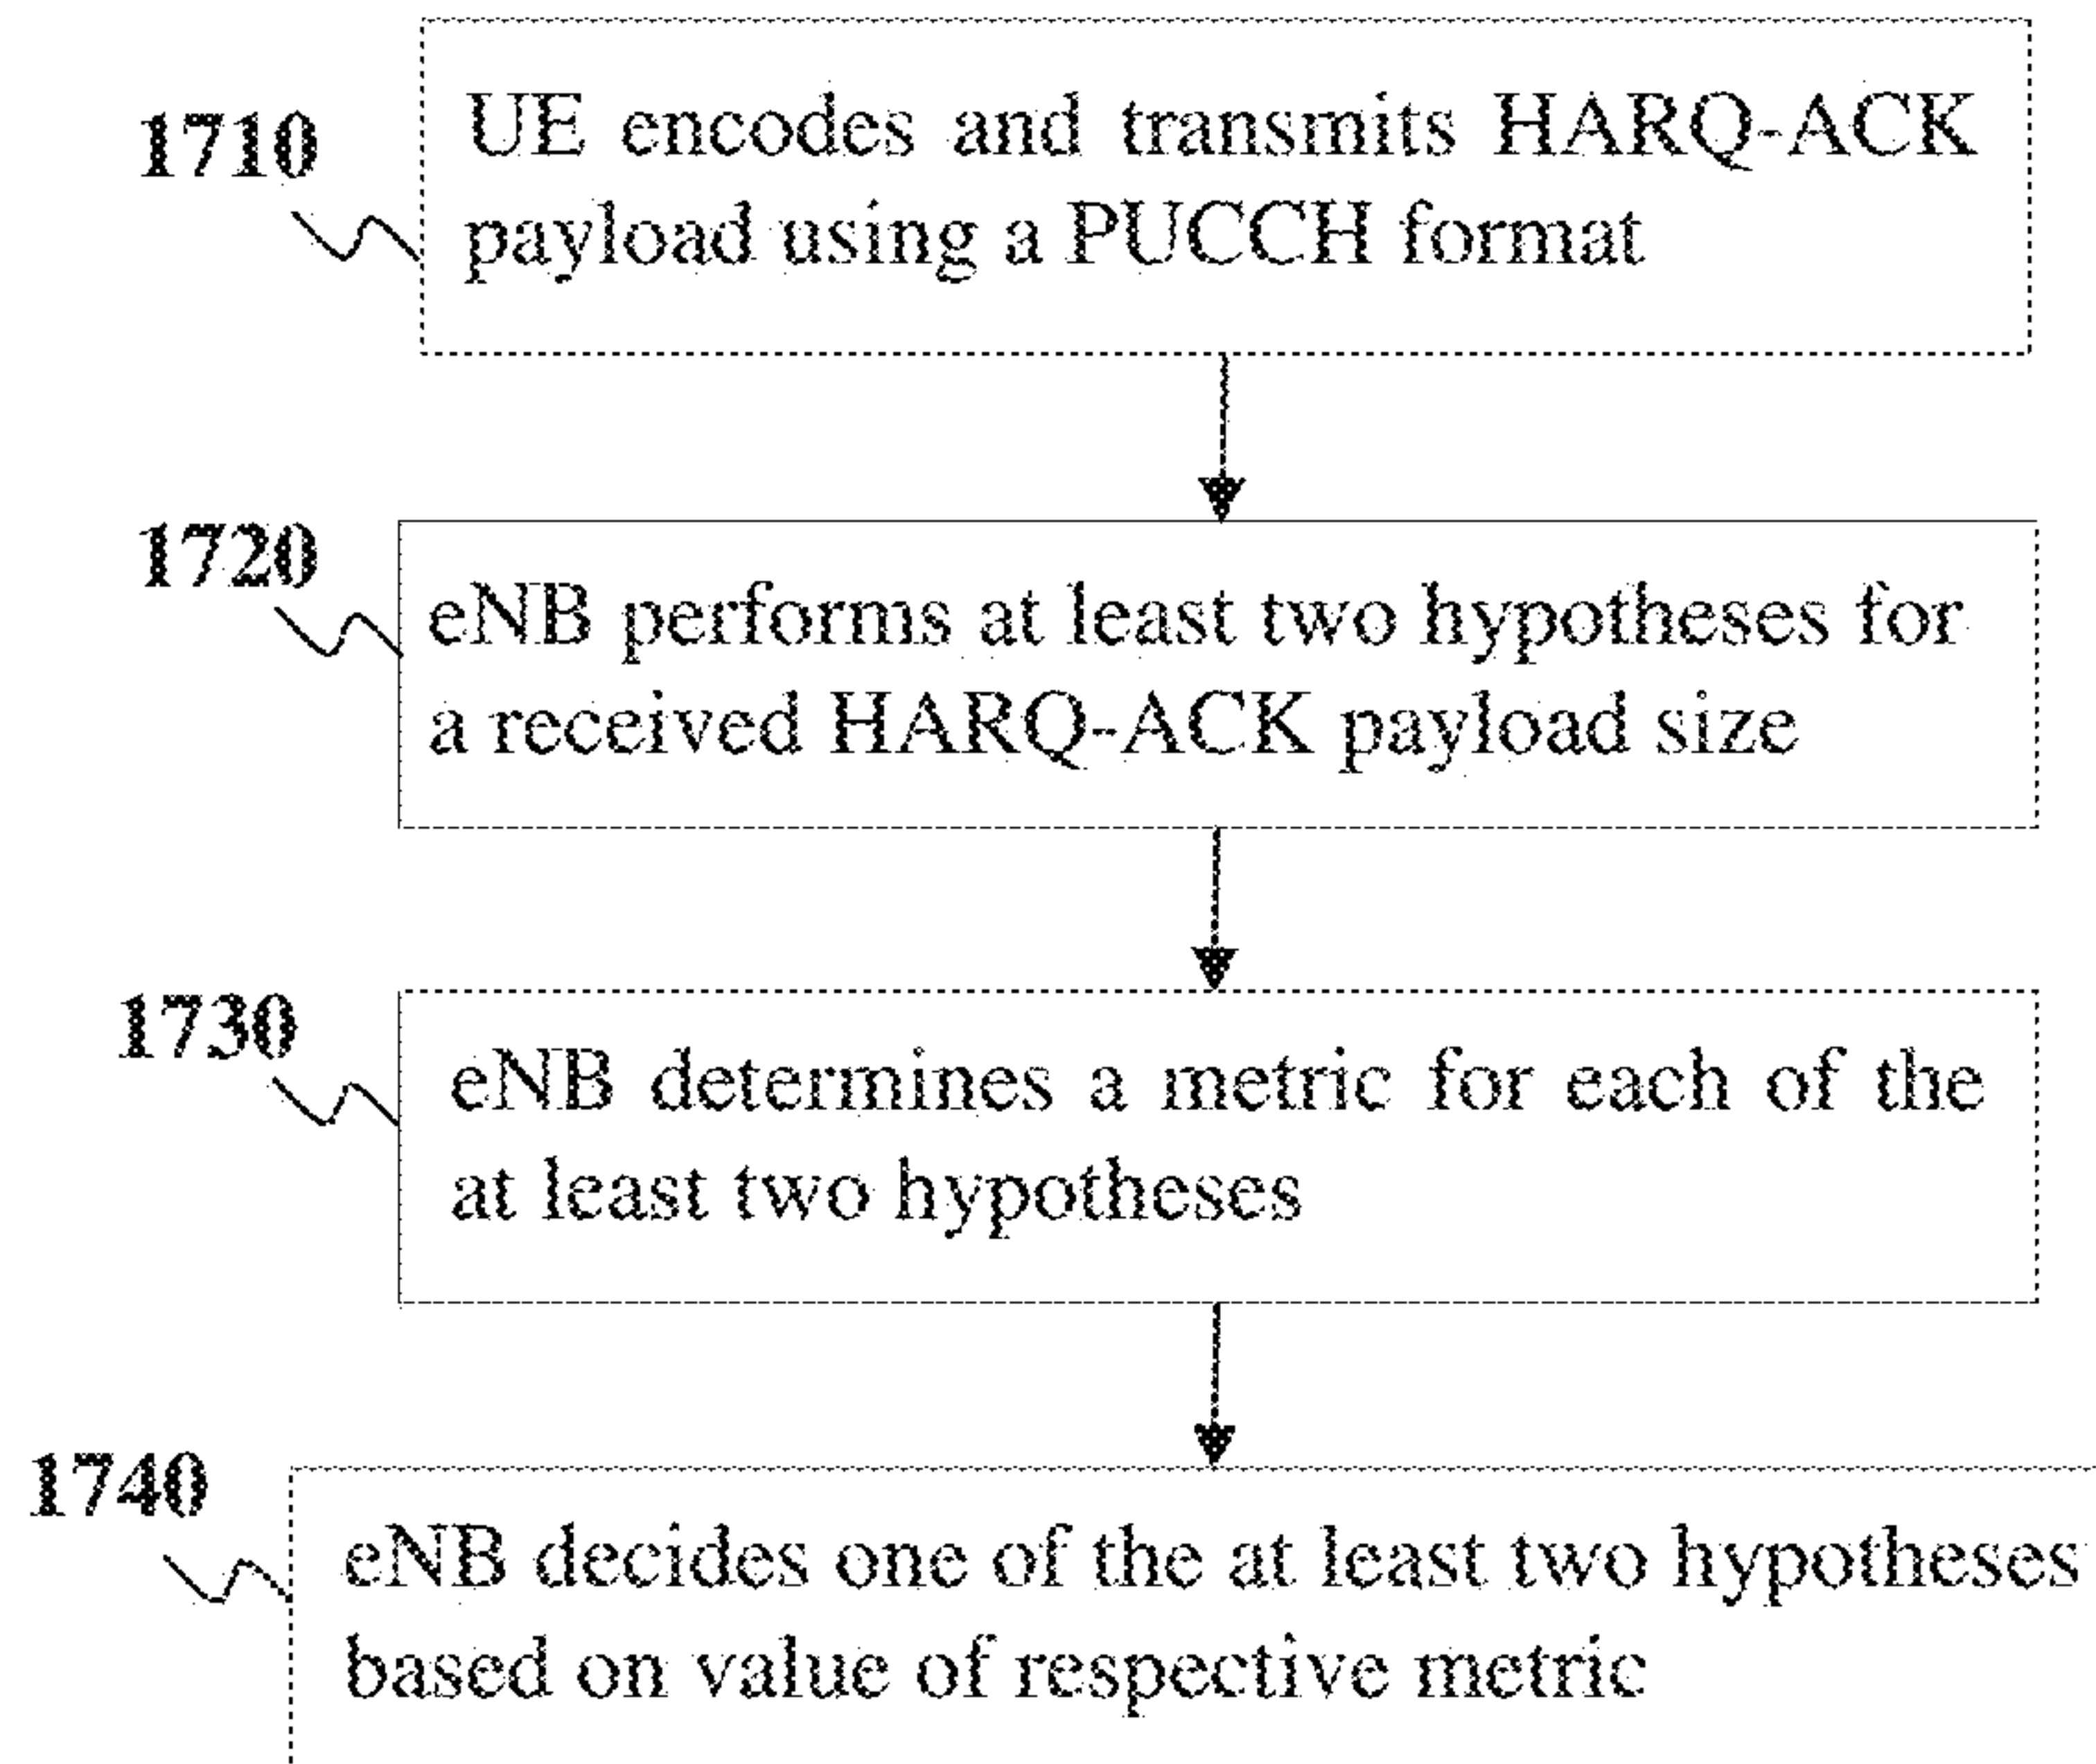 1710
UE encodes and transmits HARQ-ACK
payload using a PUCCH format
1720
eNB performs at least two hypotheses for
a received HARQ-ACK payload size
1730
eNB determines a metric for each of the
at least two hypotheses
1740
eNB decides one of the at least two hypotheses
based on value of respective metric